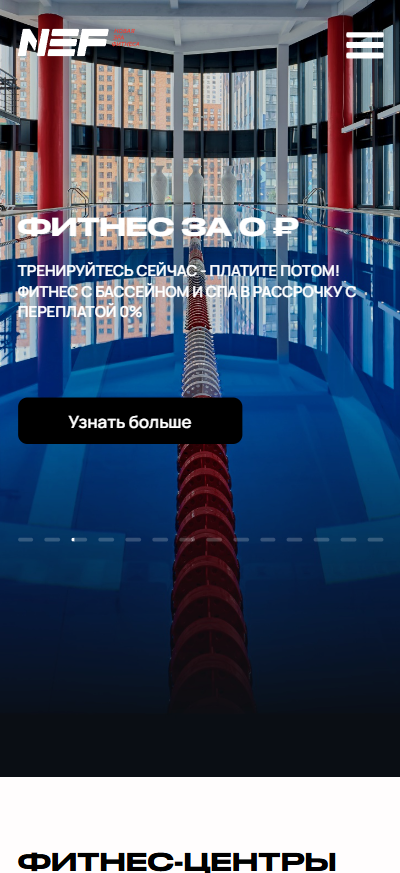 NEF
ФИТНЕС ЗА 0 ₽
ТРЕНИРУЙТЕСЬ СЕЙЧАС - ПЛАТИТЕ ПОТОМ!
ФИТНЕС С БАССЕЙНОМ И СПА В РАССРОЧКУ С
ПЕРЕПЛАТОЙ 0%
Узнать больше
ФИТНЕС-ЦЕНТРЫ